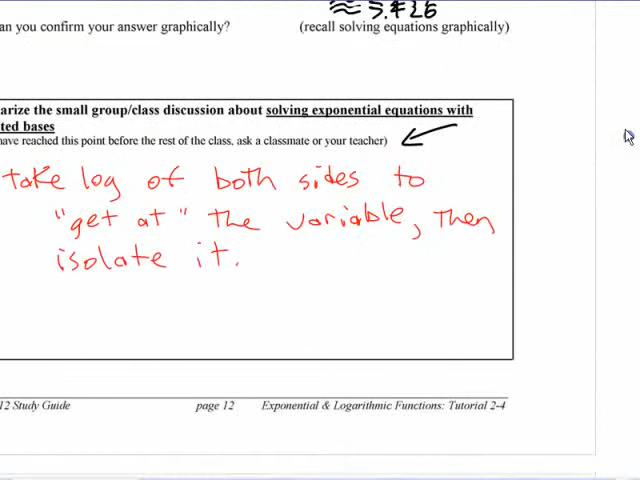 an you confirm your answer graphically? (recall solving equations graphically)
arize the small group/class discussion about solving exponential equations with
ted bases
have reached this point before the rest of the class, ask a classmate or your teacher)
take log of both sides to
"get at" the variable, then
isolate it.
12 Study Guide page 12 Exponential & Logarithmic Functions: Tutorial 2-4